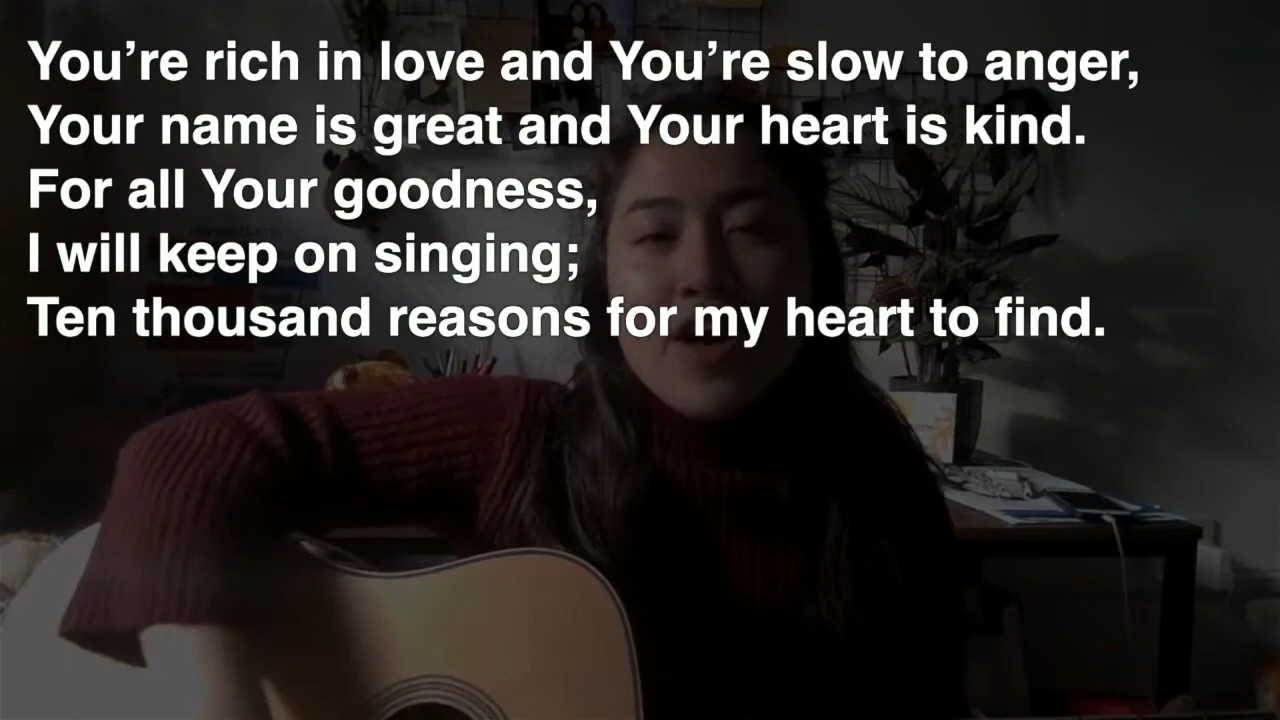 You’re rich in love and You’re slow to anger,
Your name is great and Your heart is kind.
For all Your goodness,
I will keep on singing;
Ten thousand reasons for my heart to find.